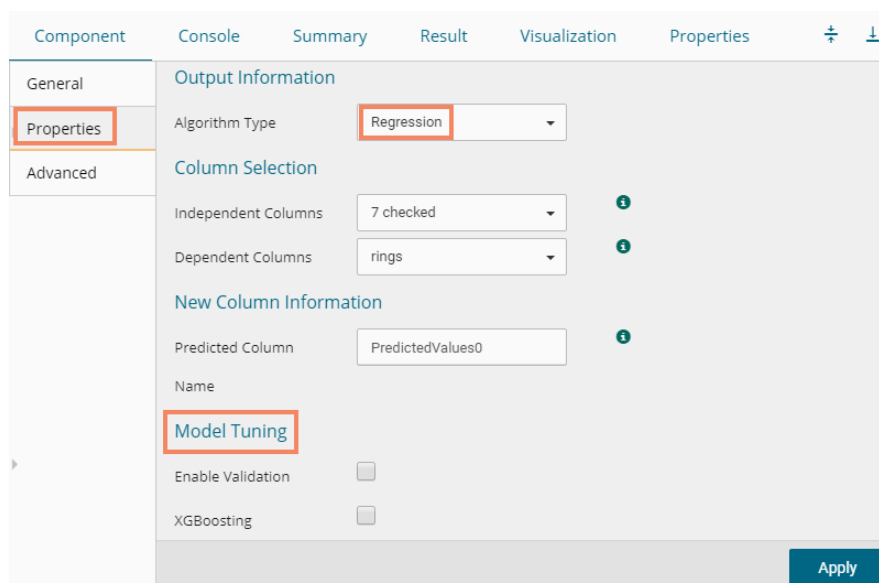 Component Console Summary Result Visualization Properties
General
Properties
Advanced
Output Information
Algorithm Type Regression
Column Selection
Independent Columns 7 checked
Dependent Columns rings
New Column Information
Predicted Column PredictedValues0
Name
Model Tuning
Enable Validation
XGBoosting
Apply